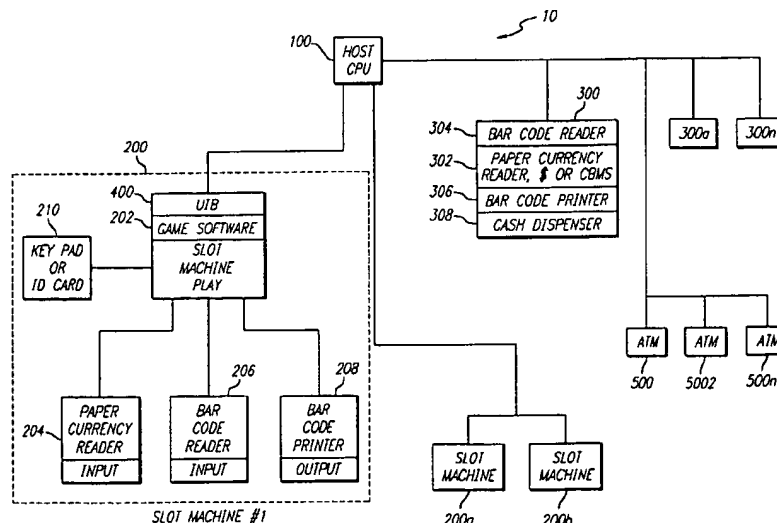 10
100
HOST
CPU
300
304
BAR CODE READER
302
PAPER CURRENCY
READER, $ OR CBMS
306
BAR CODE PRINTER
308
CASH DISPENSER
300a
300n
200
400
UIB
202
GAME SOFTWARE
SLOT
MACHINE
PLAY
210
KEY PAD
OR
ID CARD
204
PAPER
CURRENCY
READER
INPUT
206
BAR
CODE
READER
INPUT
208
BAR
CODE
PRINTER
OUTPUT
SLOT MACHINE #1
ATM
500
ATM
5002
ATM
500n
SLOT
MACHINE
200a
SLOT
MACHINE